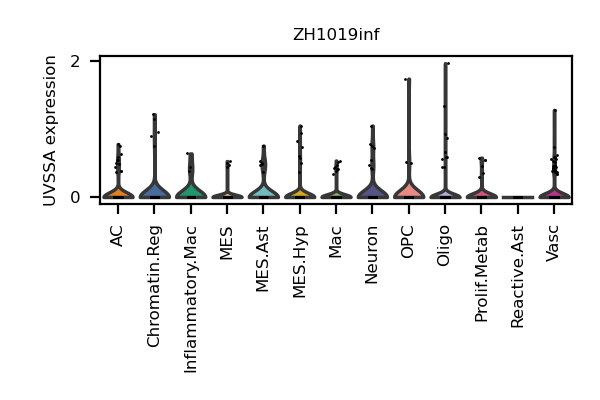 ZH1019inf
UVSSA expression
2
0
AC
Chromatin.Reg
Inflammatory.Mac
MES
MES.Ast
MES.Hyp
Mac
Neuron
OPC
Oligo
Prolif.Metab
Reactive.Ast
Vasc